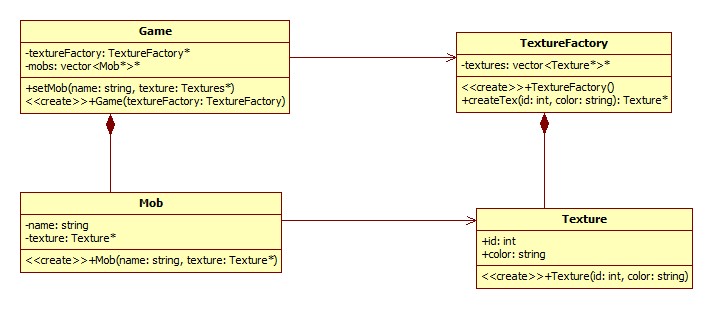 Game
-textureFactory: TextureFactory*
-mobs: vector<Mob*>*
+setMob(name: string, texture: Textures*)
<<create>>+Game(textureFactory: TextureFactory)
TextureFactory
-textures: vector<Texture*>*
<<create>>+TextureFactory()
+createTex(id: int, color: string): Texture*
Mob
-name: string
-texture: Texture*
<<create>>+Mob(name: string, texture: Texture*)
Texture
+id: int
+color: string
<<create>>+Texture(id: int, color: string)